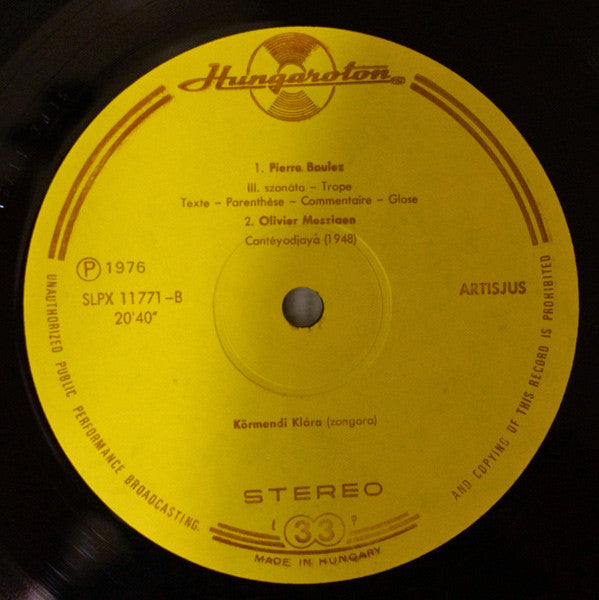 Hungaroton
1. Pierre Boulez
III. szonáta – Trope
Texte – Parenthèse – Commentaire – Glose
2. Olivier Messiaen
Cantéyodjayâ (1948)
Ⓟ 1976
SLPX 11771-B
20'40"
ARTISJUS
Körmendi Klára (zongora)
STEREO
L 33 P
MADE IN HUNGARY
UNAUTHORIZED PUBLIC PERFORMANCE BROADCASTING
AND COPYING OF THIS RECORD IS PROHIBITED